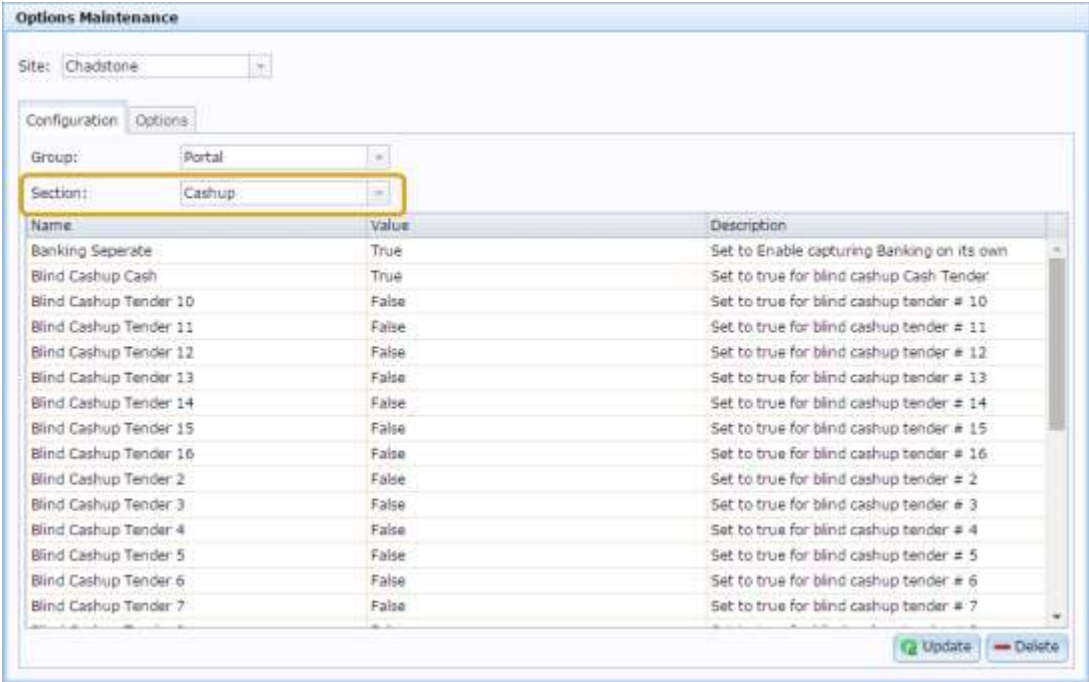 Options Maintenance
Site: Chadstone
Configuration Options
Group: Portal
Section: Cashup
Name Value Description
Banking Seperate True Set to Enable capturing Banking on its own
Blind Cashup Cash True Set to true for blind cashup Cash Tender
Blind Cashup Tender 10 False Set to true for blind cashup tender # 10
Blind Cashup Tender 11 False Set to true for blind cashup tender # 11
Blind Cashup Tender 12 False Set to true for blind cashup tender # 12
Blind Cashup Tender 13 False Set to true for blind cashup tender # 13
Blind Cashup Tender 14 False Set to true for blind cashup tender # 14
Blind Cashup Tender 15 False Set to true for blind cashup tender # 15
Blind Cashup Tender 16 False Set to true for blind cashup tender # 16
Blind Cashup Tender 2 False Set to true for blind cashup tender # 2
Blind Cashup Tender 3 False Set to true for blind cashup tender # 3
Blind Cashup Tender 4 False Set to true for blind cashup tender # 4
Blind Cashup Tender 5 False Set to true for blind cashup tender # 5
Blind Cashup Tender 6 False Set to true for blind cashup tender # 6
Blind Cashup Tender 7 False Set to true for blind cashup tender # 7
Update Delete